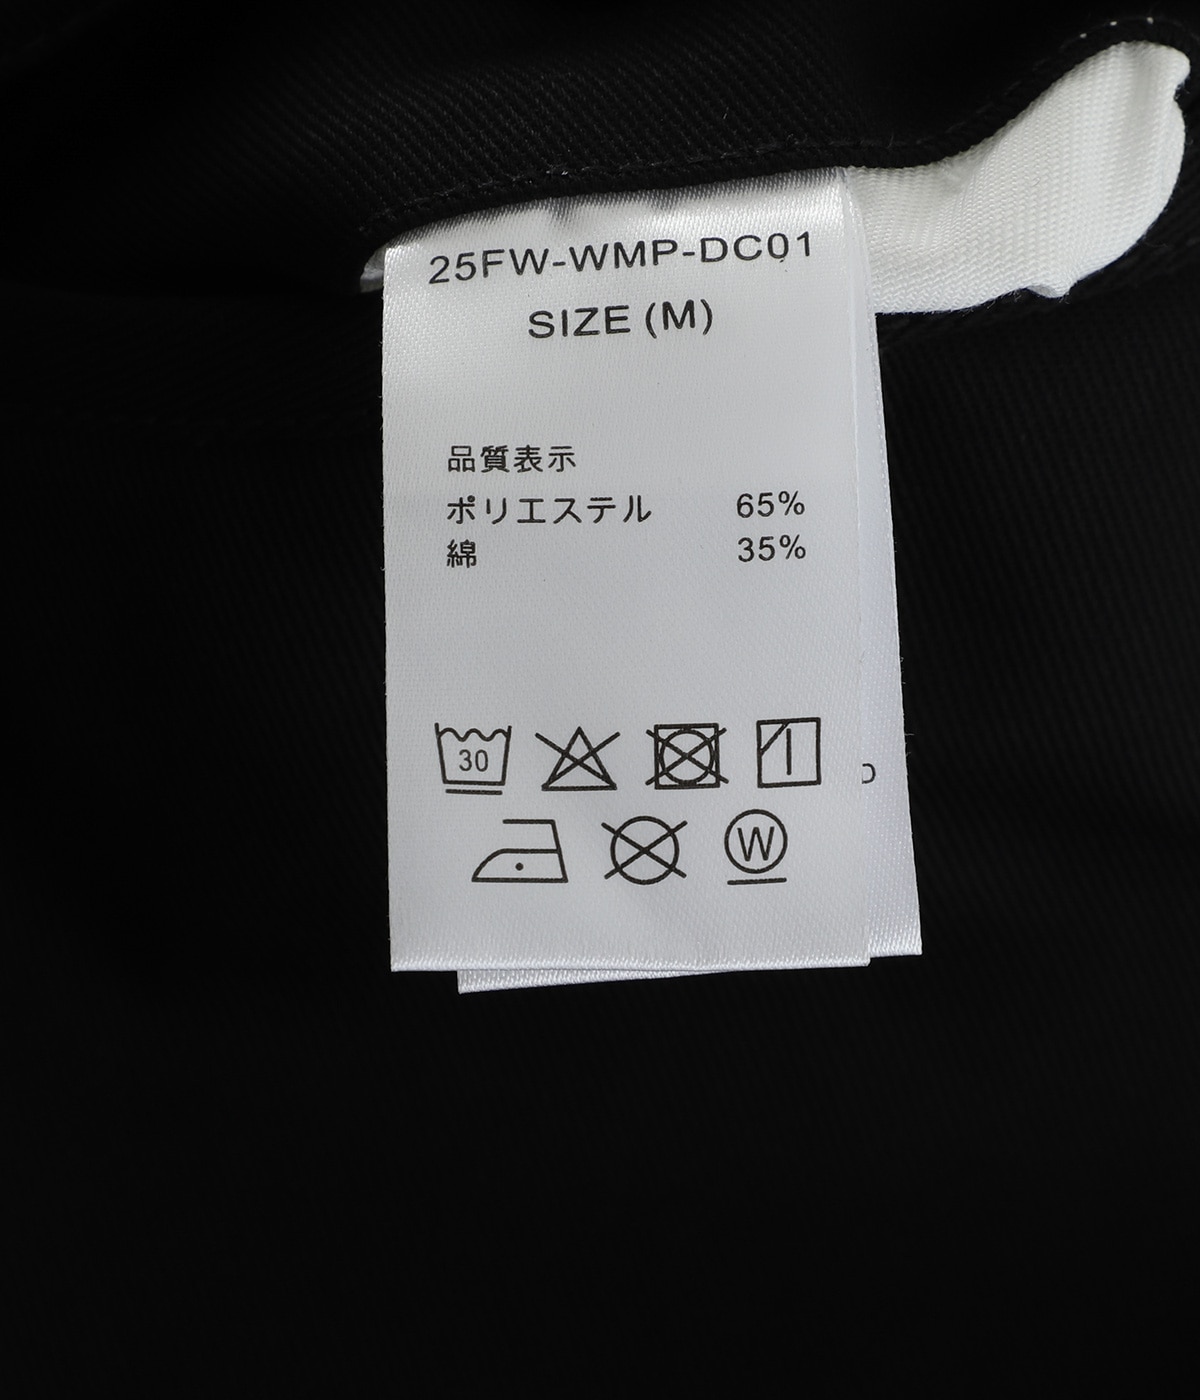 25FW-WMP-DC01
SIZE (M)
品質表示
ポリエステル 65%
綿 35%
30
W